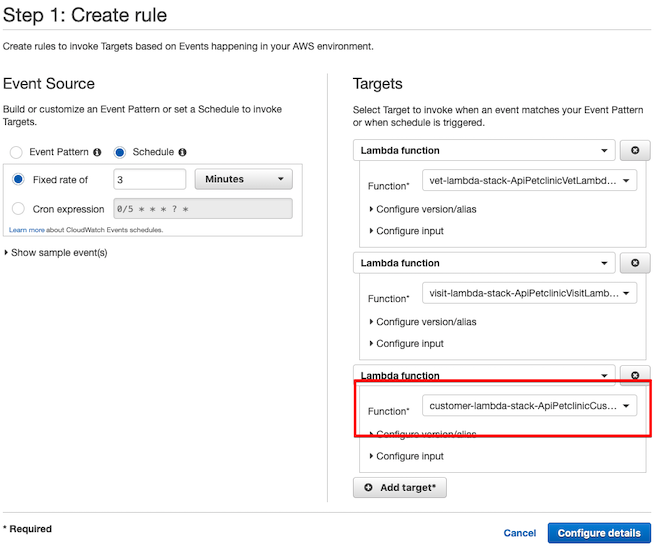 Step 1: Create rule
Create rules to invoke Targets based on Events happening in your AWS environment.
Event Source
Build or customize an Event Pattern or set a Schedule to invoke
Targets.
Event Pattern
Schedule
Fixed rate of
3
Minutes
Cron expression
0/5 * * * ? *
Learn more about CloudWatch Events schedules.
Show sample event(s)
Targets
Select Target to invoke when an event matches your Event Pattern
or when schedule is triggered.
Lambda function
Function*
vet-lambda-stack-ApiPetclinicVetLambd...
Configure version/alias
Configure input
Lambda function
Function*
visit-lambda-stack-ApiPetclinicVisitLamb...
Configure version/alias
Configure input
Lambda function
Function*
customer-lambda-stack-ApiPetclinicCus...
Configure version/alias
Configure input
Add target*
* Required
Cancel
Configure details